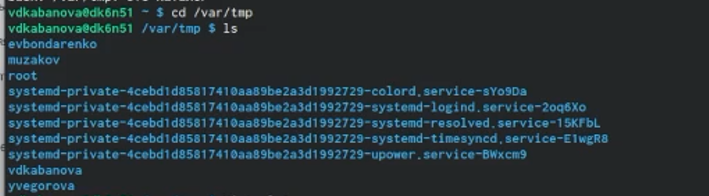 vdkabanova@dk6n51 ~ $ cd /var/tmp
vdkabanova@dk6n51 /var/tmp $ ls
evbondarenko
muzakov
root
systemd-private-4cebd1d85817410aa89be2a3d1992729-colord.service-sYo9Da
systemd-private-4cebd1d85817410aa89be2a3d1992729-systemd-logind.service-2oq6Xo
systemd-private-4cebd1d85817410aa89be2a3d1992729-systemd-resolved.service-15KFbL
systemd-private-4cebd1d85817410aa89be2a3d1992729-systemd-timesyncd.service-E1wgR8
systemd-private-4cebd1d85817410aa89be2a3d1992729-upower.service-BWxcm9
vdkabanova
yvegorova